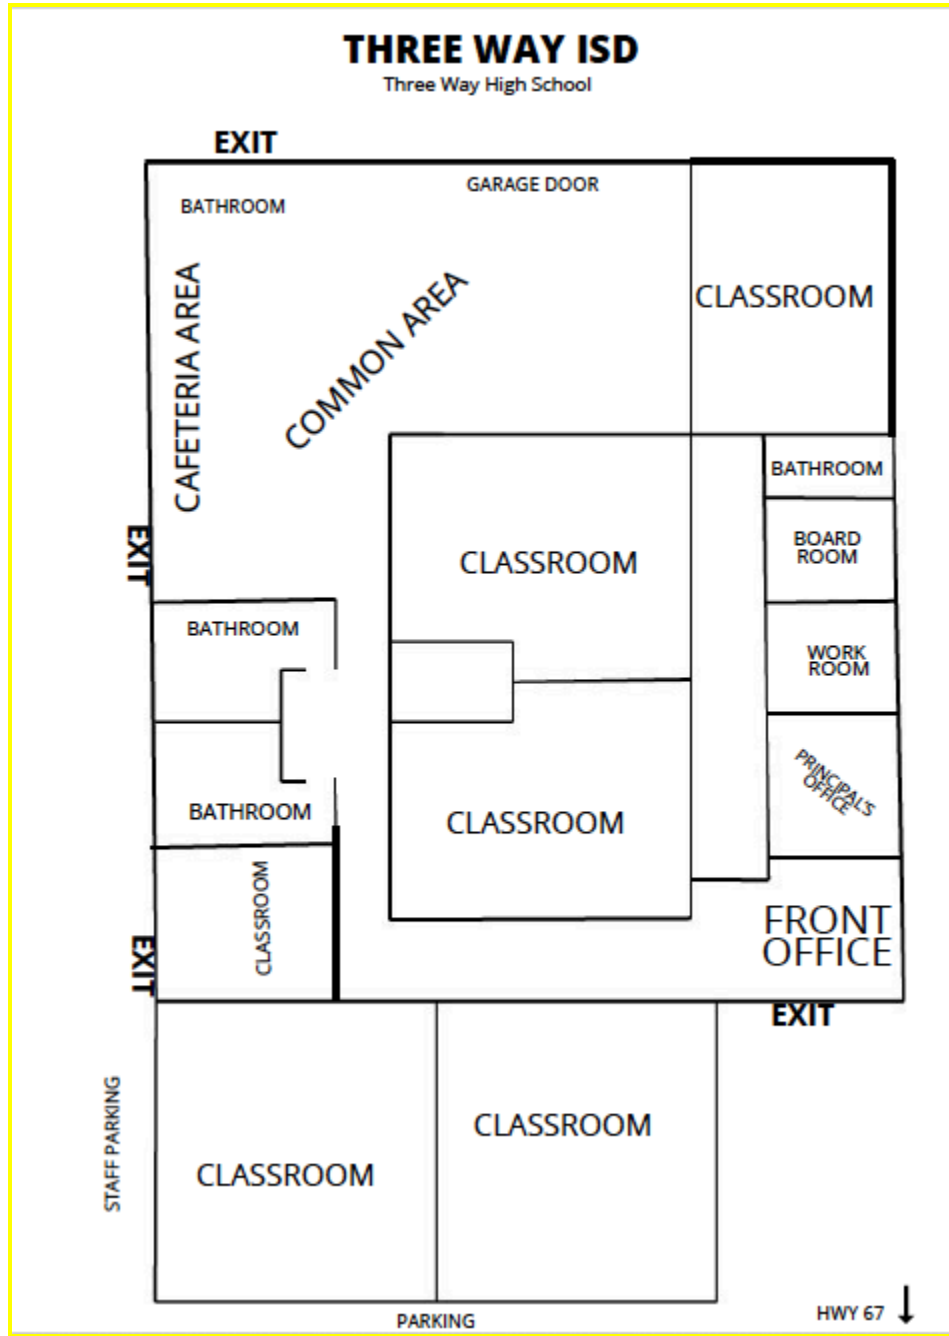 THREE WAY ISD
Three Way High School
EXIT
GARAGE DOOR
BATHROOM
CAFETERIA AREA
COMMON AREA
CLASSROOM
BATHROOM
BOARD
ROOM
CLASSROOM
EXIT
BATHROOM
WORK
ROOM
PRINCIPAL'S
OFFICE
BATHROOM
CLASSROOM
CLASSROOM
FRONT
OFFICE
EXIT
EXIT
STAFF PARKING
CLASSROOM
CLASSROOM
PARKING
HWY 67